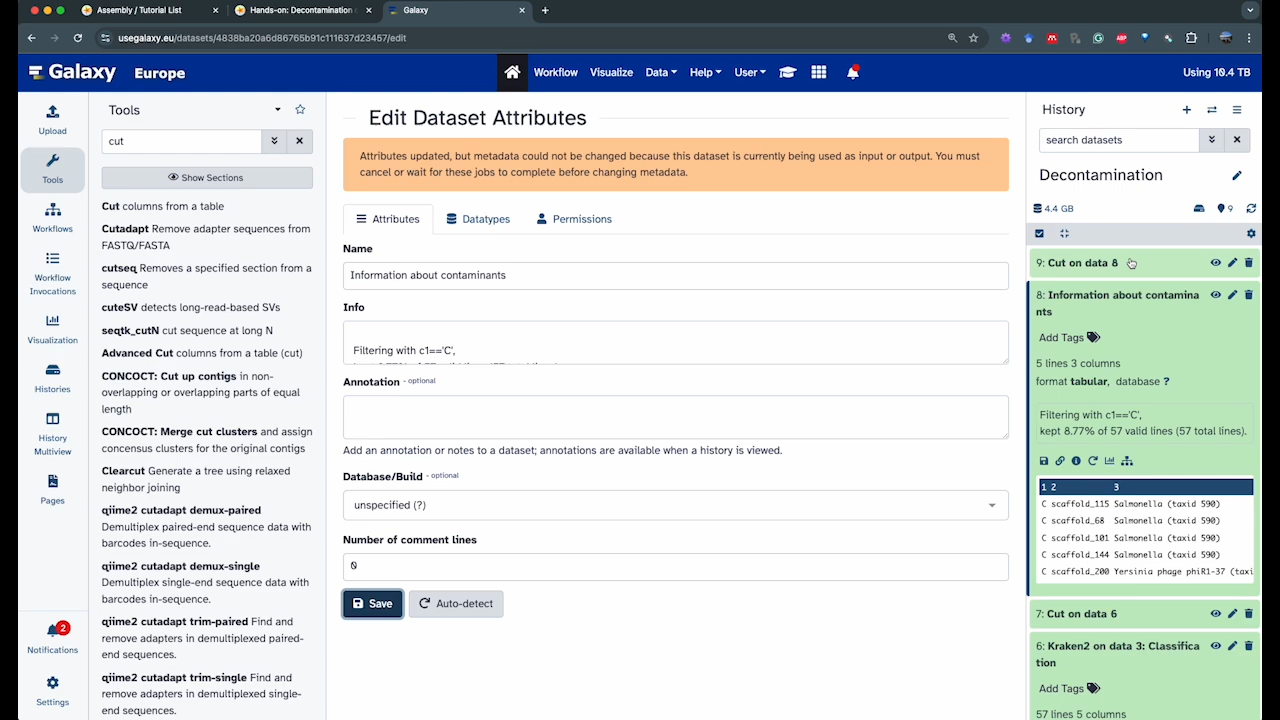 Assembly / Tutorial List
Hands-on: Decontamination
Galaxy
usegalaxy.eu/datasets/4838ba20a6d86765b91c111637d23457/edit
Galaxy Europe
Workflow Visualize Data Help User
Using 10.4 TB
Upload
Tools
Workflows
Workflow
Invocations
Visualization
Histories
History
Multiview
Pages
2
Notifications
Settings
Tools
cut
Show Sections
Cut columns from a table
Cutadapt Remove adapter sequences from
FASTQ/FASTA
cutseq Removes a specified section from a
sequence
cuteSV detects long-read-based SVs
seqtk_cutN cut sequence at long N
Advanced Cut columns from a table (cut)
CONCOCT: Cut up contigs in non-
overlapping or overlapping parts of equal
length
CONCOCT: Merge cut clusters and assign
concensus clusters for the original contigs
Clearcut Generate a tree using relaxed
neighbor joining
qiime2 cutadapt demux-paired
Demultiplex paired-end sequence data with
barcodes in-sequence.
qiime2 cutadapt demux-single
Demultiplex single-end sequence data with
barcodes in-sequence.
qiime2 cutadapt trim-paired Find and
remove adapters in demultiplexed paired-
end sequences.
qiime2 cutadapt trim-single Find and
remove adapters in demultiplexed single-
end sequences.
Edit Dataset Attributes
Attributes updated, but metadata could not be changed because this dataset is currently being used as input or output. You must
cancel or wait for these jobs to complete before changing metadata.
Attributes Datatypes Permissions
Name
Information about contaminants
Info
Filtering with c1=='C',
Annotation - optional
Add an annotation or notes to a dataset; annotations are available when a history is viewed.
Database/Build - optional
unspecified (?)
Number of comment lines
0
Save Auto-detect
History
search datasets
Decontamination
4.4 GB
9
9: Cut on data 8
8: Information about contamina
nts
Add Tags
5 lines 3 columns
format tabular, database ?
Filtering with c1=='C',
kept 8.77% of 57 valid lines (57 total lines).
1 2 3
C scaffold_115 Salmonella (taxid 590)
C scaffold_68 Salmonella (taxid 590)
C scaffold_101 Salmonella (taxid 590)
C scaffold_144 Salmonella (taxid 590)
C scaffold_200 Yersinia phage phiR1-37 (taxi
7: Cut on data 6
6: Kraken2 on data 3: Classifica
tion
Add Tags
57 lines 5 columns